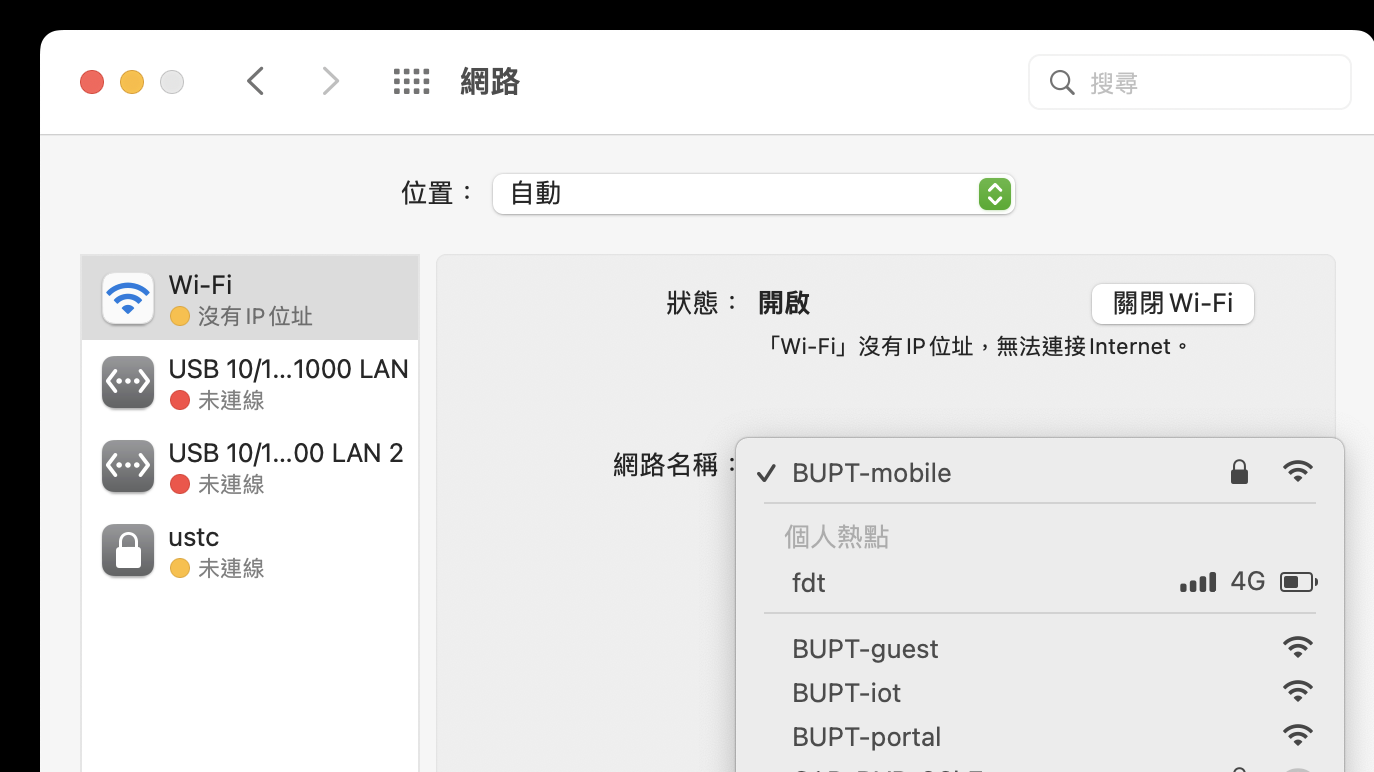 網路
搜尋
位置：
自動
Wi-Fi
沒有 IP 位址
USB 10/1...1000 LAN
未連線
USB 10/1...00 LAN 2
未連線
ustc
未連線
狀態：
開啟
關閉 Wi-Fi
「Wi-Fi」沒有 IP 位址，無法連接 Internet。
網路名稱：
BUPT-mobile
個人熱點
fdt
4G
BUPT-guest
BUPT-iot
BUPT-portal